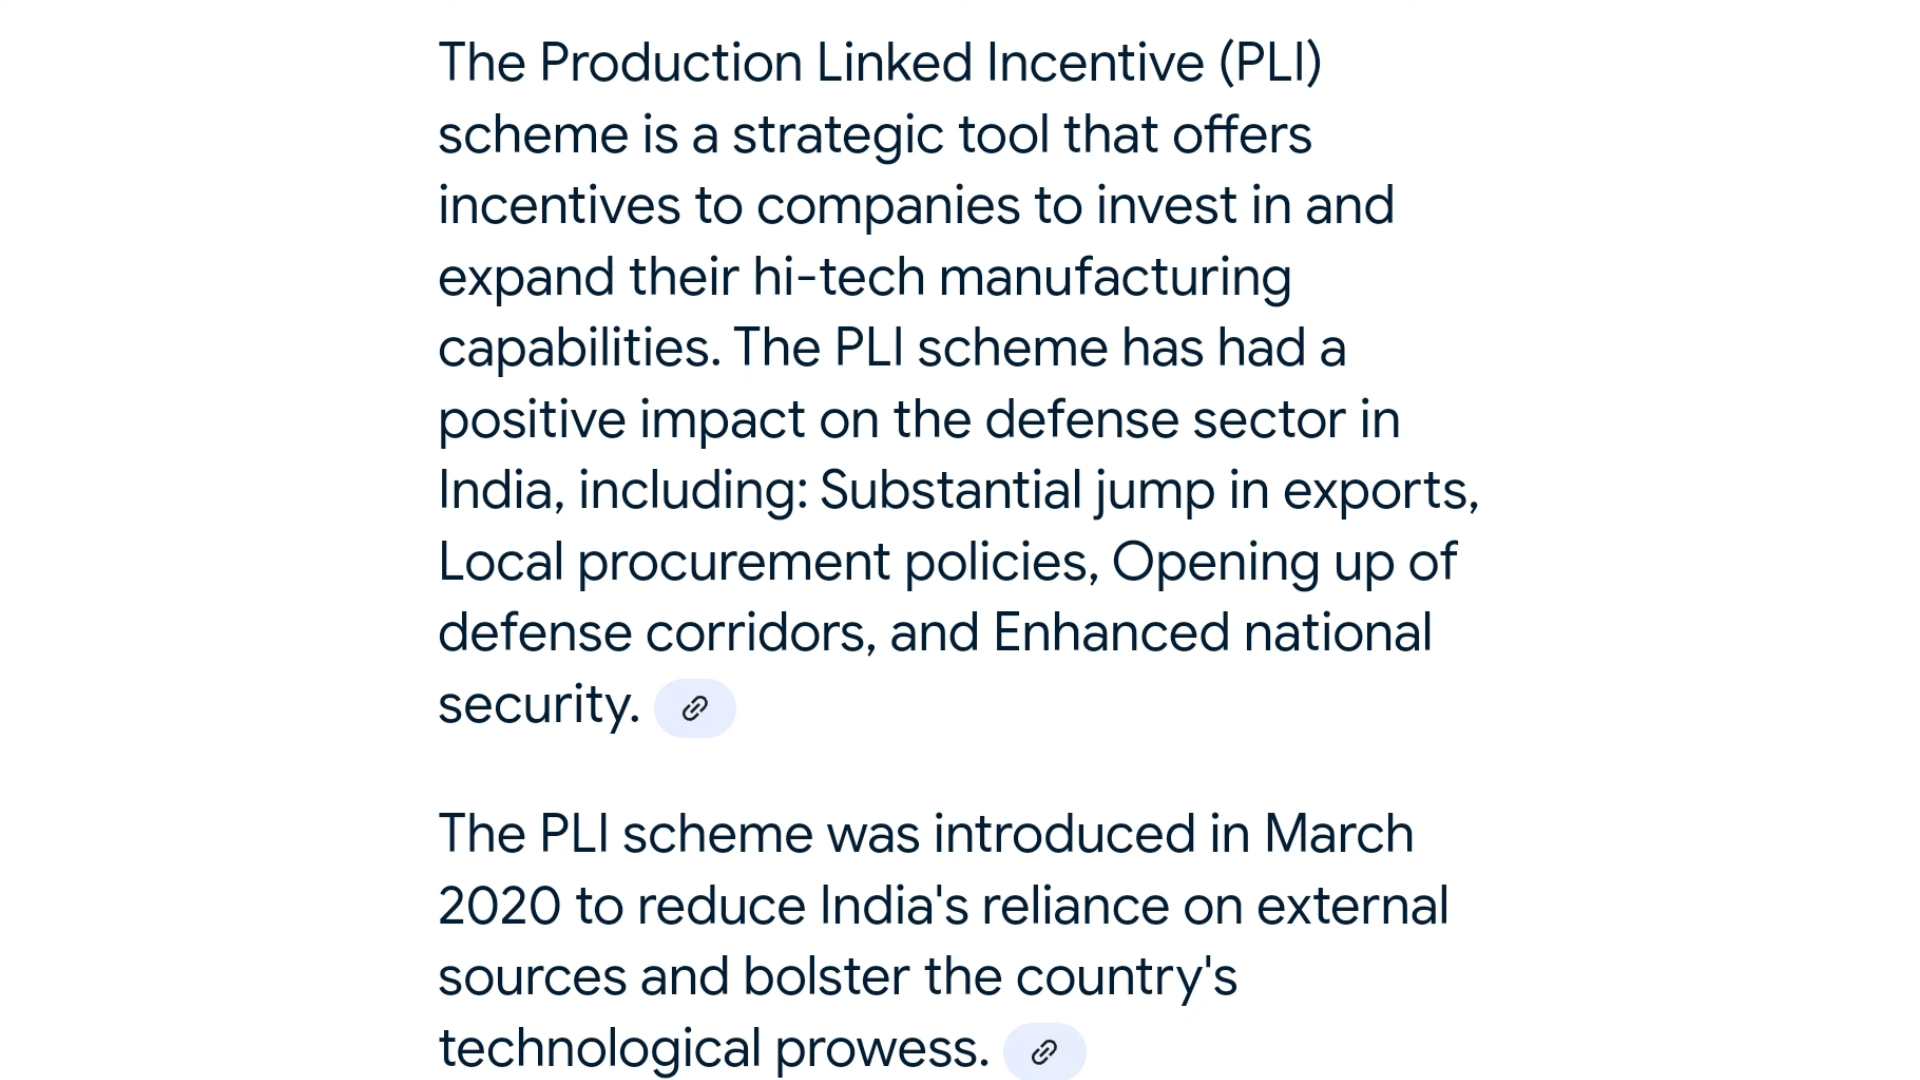 The Production Linked Incentive (PLI)
scheme is a strategic tool that offers
incentives to companies to invest in and
expand their hi-tech manufacturing
capabilities. The PLI scheme has had a
positive impact on the defense sector in
India, including: Substantial jump in exports,
Local procurement policies, Opening up of
defense corridors, and Enhanced national
security.
The PLI scheme was introduced in March
2020 to reduce India's reliance on external
sources and bolster the country's
technological prowess.